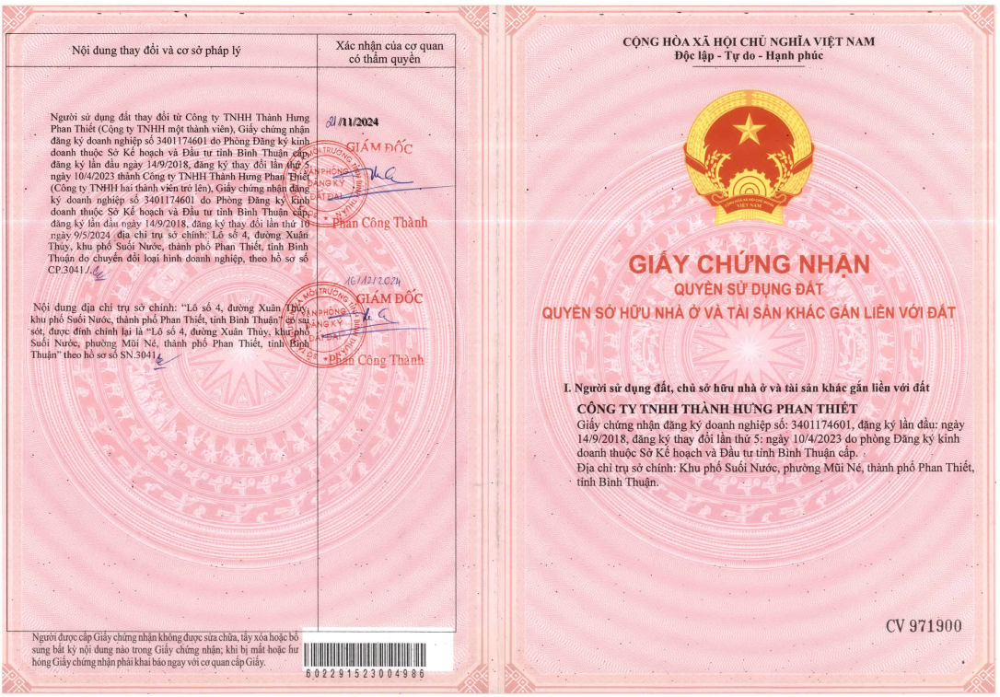 Nội dung thay đổi và cơ sở pháp lý
Xác nhận của cơ quan
có thẩm quyền
Người sử dụng đất thay đổi từ Công ty TNHH Thành Hưng
Phan Thiết (Công ty TNHH một thành viên), Giấy chứng nhận
đăng ký doanh nghiệp số 3401174601 do Phòng Đăng ký kinh
doanh thuộc Sở Kế hoạch và Đầu tư tỉnh Bình Thuận cấp,
đăng ký lần đầu ngày 14/9/2018, đăng ký thay đổi lần thứ 5
ngày 10/4/2023 thành Công ty TNHH Thành Hưng Phan Thiết
(Công ty TNHH hai thành viên trở lên), Giấy chứng nhận đăng
ký doanh nghiệp số 3401174601 do Phòng Đăng ký kinh
doanh thuộc Sở Kế hoạch và Đầu tư tỉnh Bình Thuận cấp,
đăng ký lần đầu ngày 14/9/2018, đăng ký thay đổi lần thứ 10
ngày 9/5/2024 địa chỉ trụ sở chính: Lô số 4, đường Xuân
Thủy, khu phố Suối Nước, thành phố Phan Thiết, tỉnh Bình
Thuận do chuyển đổi loại hình doanh nghiệp, theo hồ sơ số
CP.3041./.
21/11/2024
GIÁM ĐỐC
VĂN PHÒNG
ĐĂNG KÝ
ĐẤT ĐAI
Phan Công Thành
Nội dung địa chỉ trụ sở chính: “Lô số 4, đường Xuân Thủy,
khu phố Suối Nước, thành phố Phan Thiết, tỉnh Bình Thuận” có sai
sót, được đính chính lại là “Lô số 4, đường Xuân Thủy, khu phố
Suối Nước, phường Mũi Né, thành phố Phan Thiết, tỉnh Bình
Thuận” theo hồ sơ số SN.3041
16/12/2024
GIÁM ĐỐC
VĂN PHÒNG
ĐĂNG KÝ
ĐẤT ĐAI
Phan Công Thành
Người được cấp Giấy chứng nhận không được sửa chữa, tẩy xóa hoặc bổ
sung bất kỳ nội dung nào trong Giấy chứng nhận; khi bị mất hoặc hư
hỏng Giấy chứng nhận phải khai báo ngay với cơ quan cấp Giấy.
602291523004986
CỘNG HÒA XÃ HỘI CHỦ NGHĨA VIỆT NAM
Độc lập - Tự do - Hạnh phúc
CỘNG HÒA XÃ HỘI CHỦ NGHĨA
VIỆT NAM
GIẤY CHỨNG NHẬN
QUYỀN SỬ DỤNG ĐẤT
QUYỀN SỞ HỮU NHÀ Ở VÀ TÀI SẢN KHÁC GẮN LIỀN VỚI ĐẤT
I. Người sử dụng đất, chủ sở hữu nhà ở và tài sản khác gắn liền với đất
CÔNG TY TNHH THÀNH HƯNG PHAN THIẾT
Giấy chứng nhận đăng ký doanh nghiệp số: 3401174601, đăng ký lần đầu: ngày
14/9/2018, đăng ký thay đổi lần thứ 5: ngày 10/4/2023 do phòng Đăng ký kinh
doanh thuộc Sở Kế hoạch và Đầu tư tỉnh Bình Thuận cấp.
Địa chỉ trụ sở chính: Khu phố Suối Nước, phường Mũi Né, thành phố Phan Thiết,
tỉnh Bình Thuận.
CV 971900